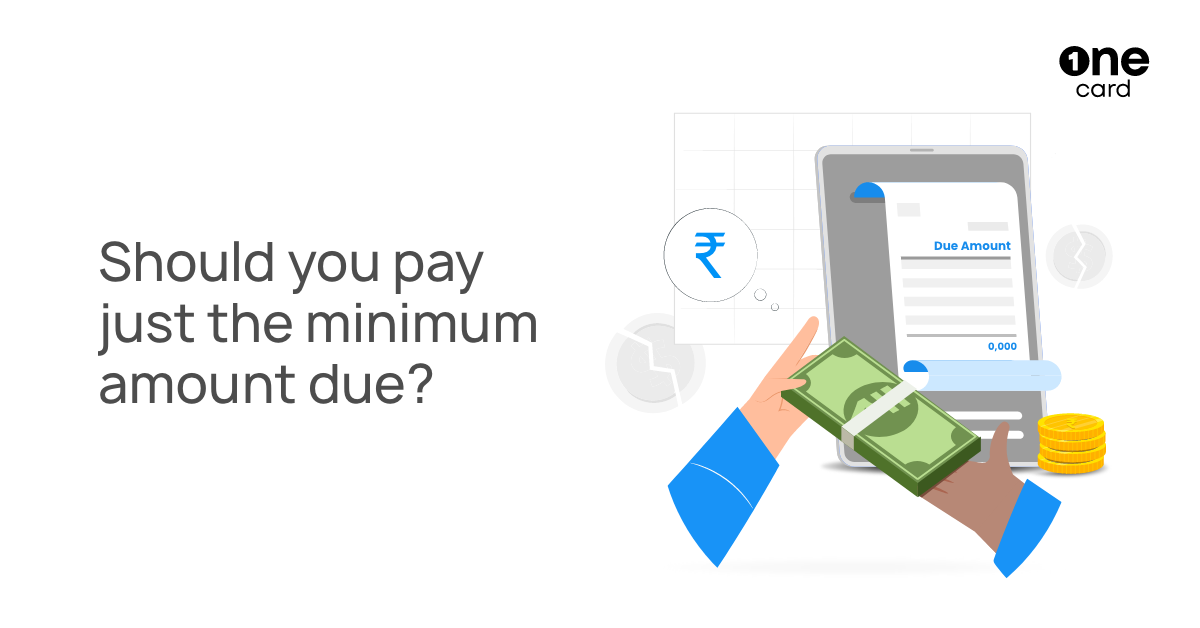 one
card
Should you pay
just the minimum
amount due?
₹
Due Amount
0,000